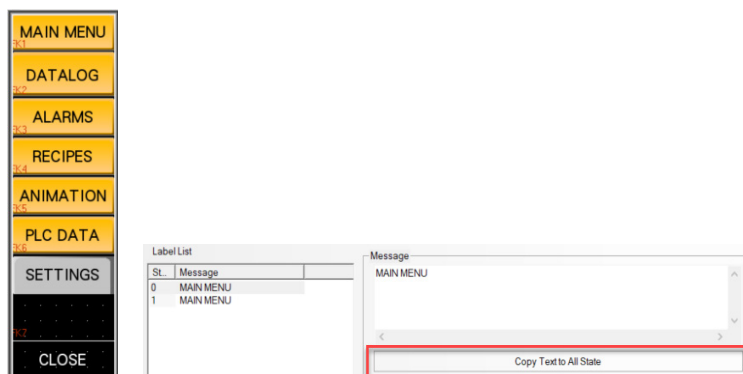 MAIN MENU
FK1
DATALOG
FK2
ALARMS
FK3
RECIPES
FK4
ANIMATION
FK5
PLC DATA
FK6
SETTINGS
FK7
CLOSE
Label List
St... Message
0 MAIN MENU
1 MAIN MENU
Message
MAIN MENU
Copy Text to All State